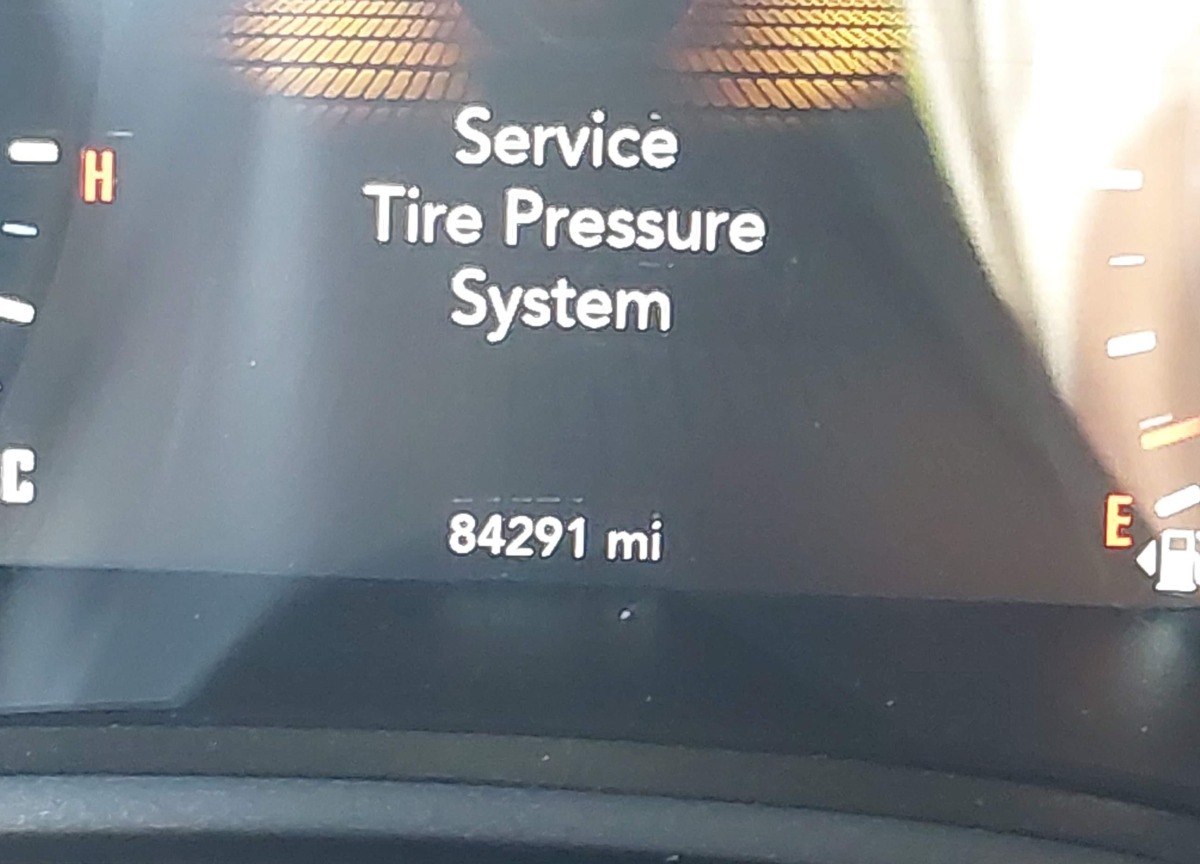 Service
H
Tire Pressure
System
C
E
84291 mi